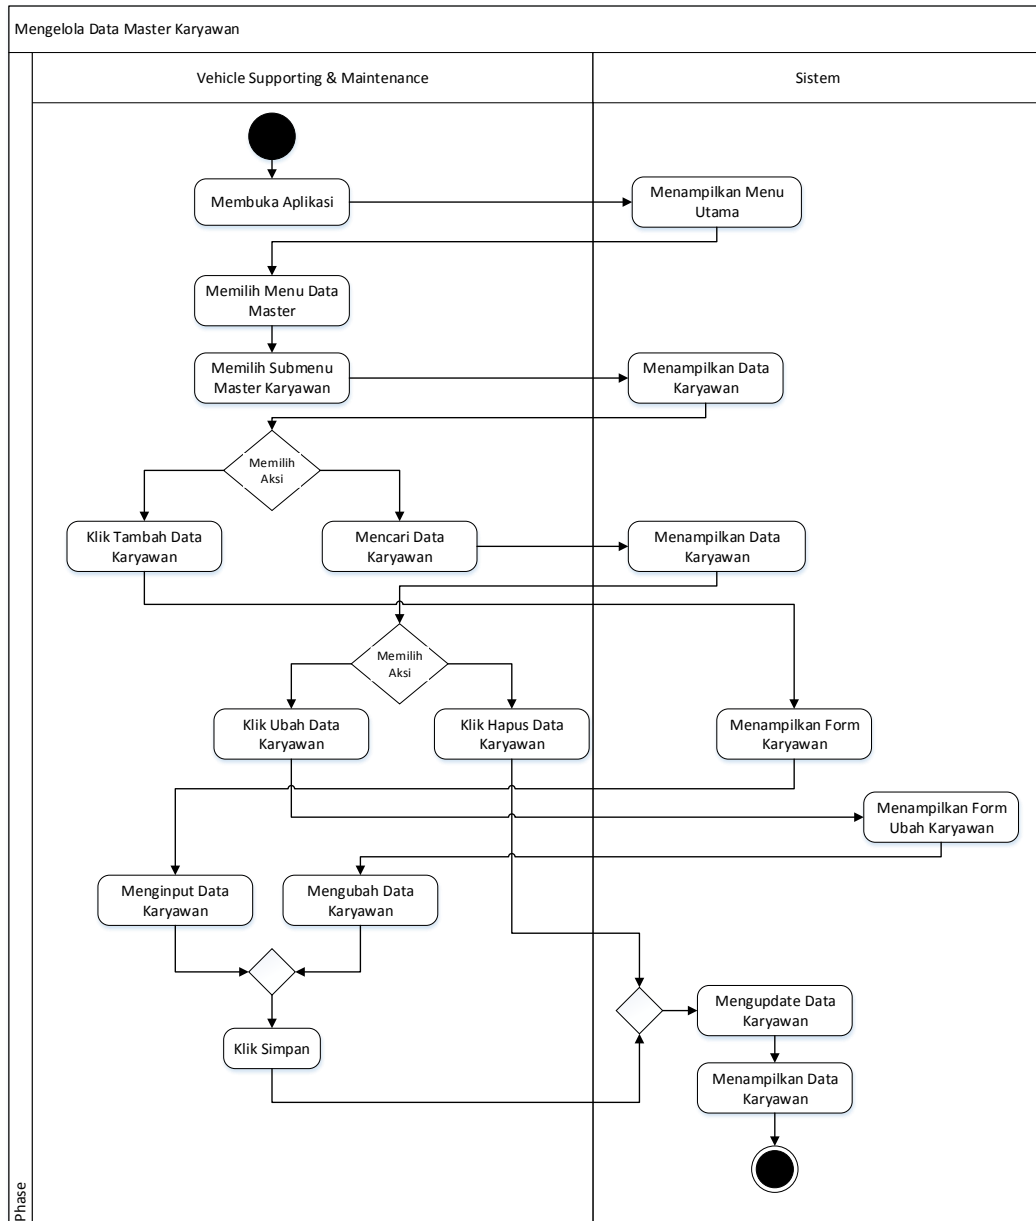 Mengelola Data Master Karyawan
Vehicle Supporting & Maintenance
Sistem
Membuka Aplikasi
Menampilkan Menu
Utama
Memilih Menu Data
Master
Memilih Submenu
Master Karyawan
Menampilkan Data
Karyawan
Memilih
Aksi
Klik Tambah Data
Karyawan
Mencari Data
Karyawan
Menampilkan Data
Karyawan
Memilih
Aksi
Klik Ubah Data
Karyawan
Klik Hapus Data
Karyawan
Menampilkan Form
Karyawan
Menampilkan Form
Ubah Karyawan
Menginput Data
Karyawan
Mengubah Data
Karyawan
Mengupdate Data
Karyawan
Klik Simpan
Menampilkan Data
Karyawan
Phase